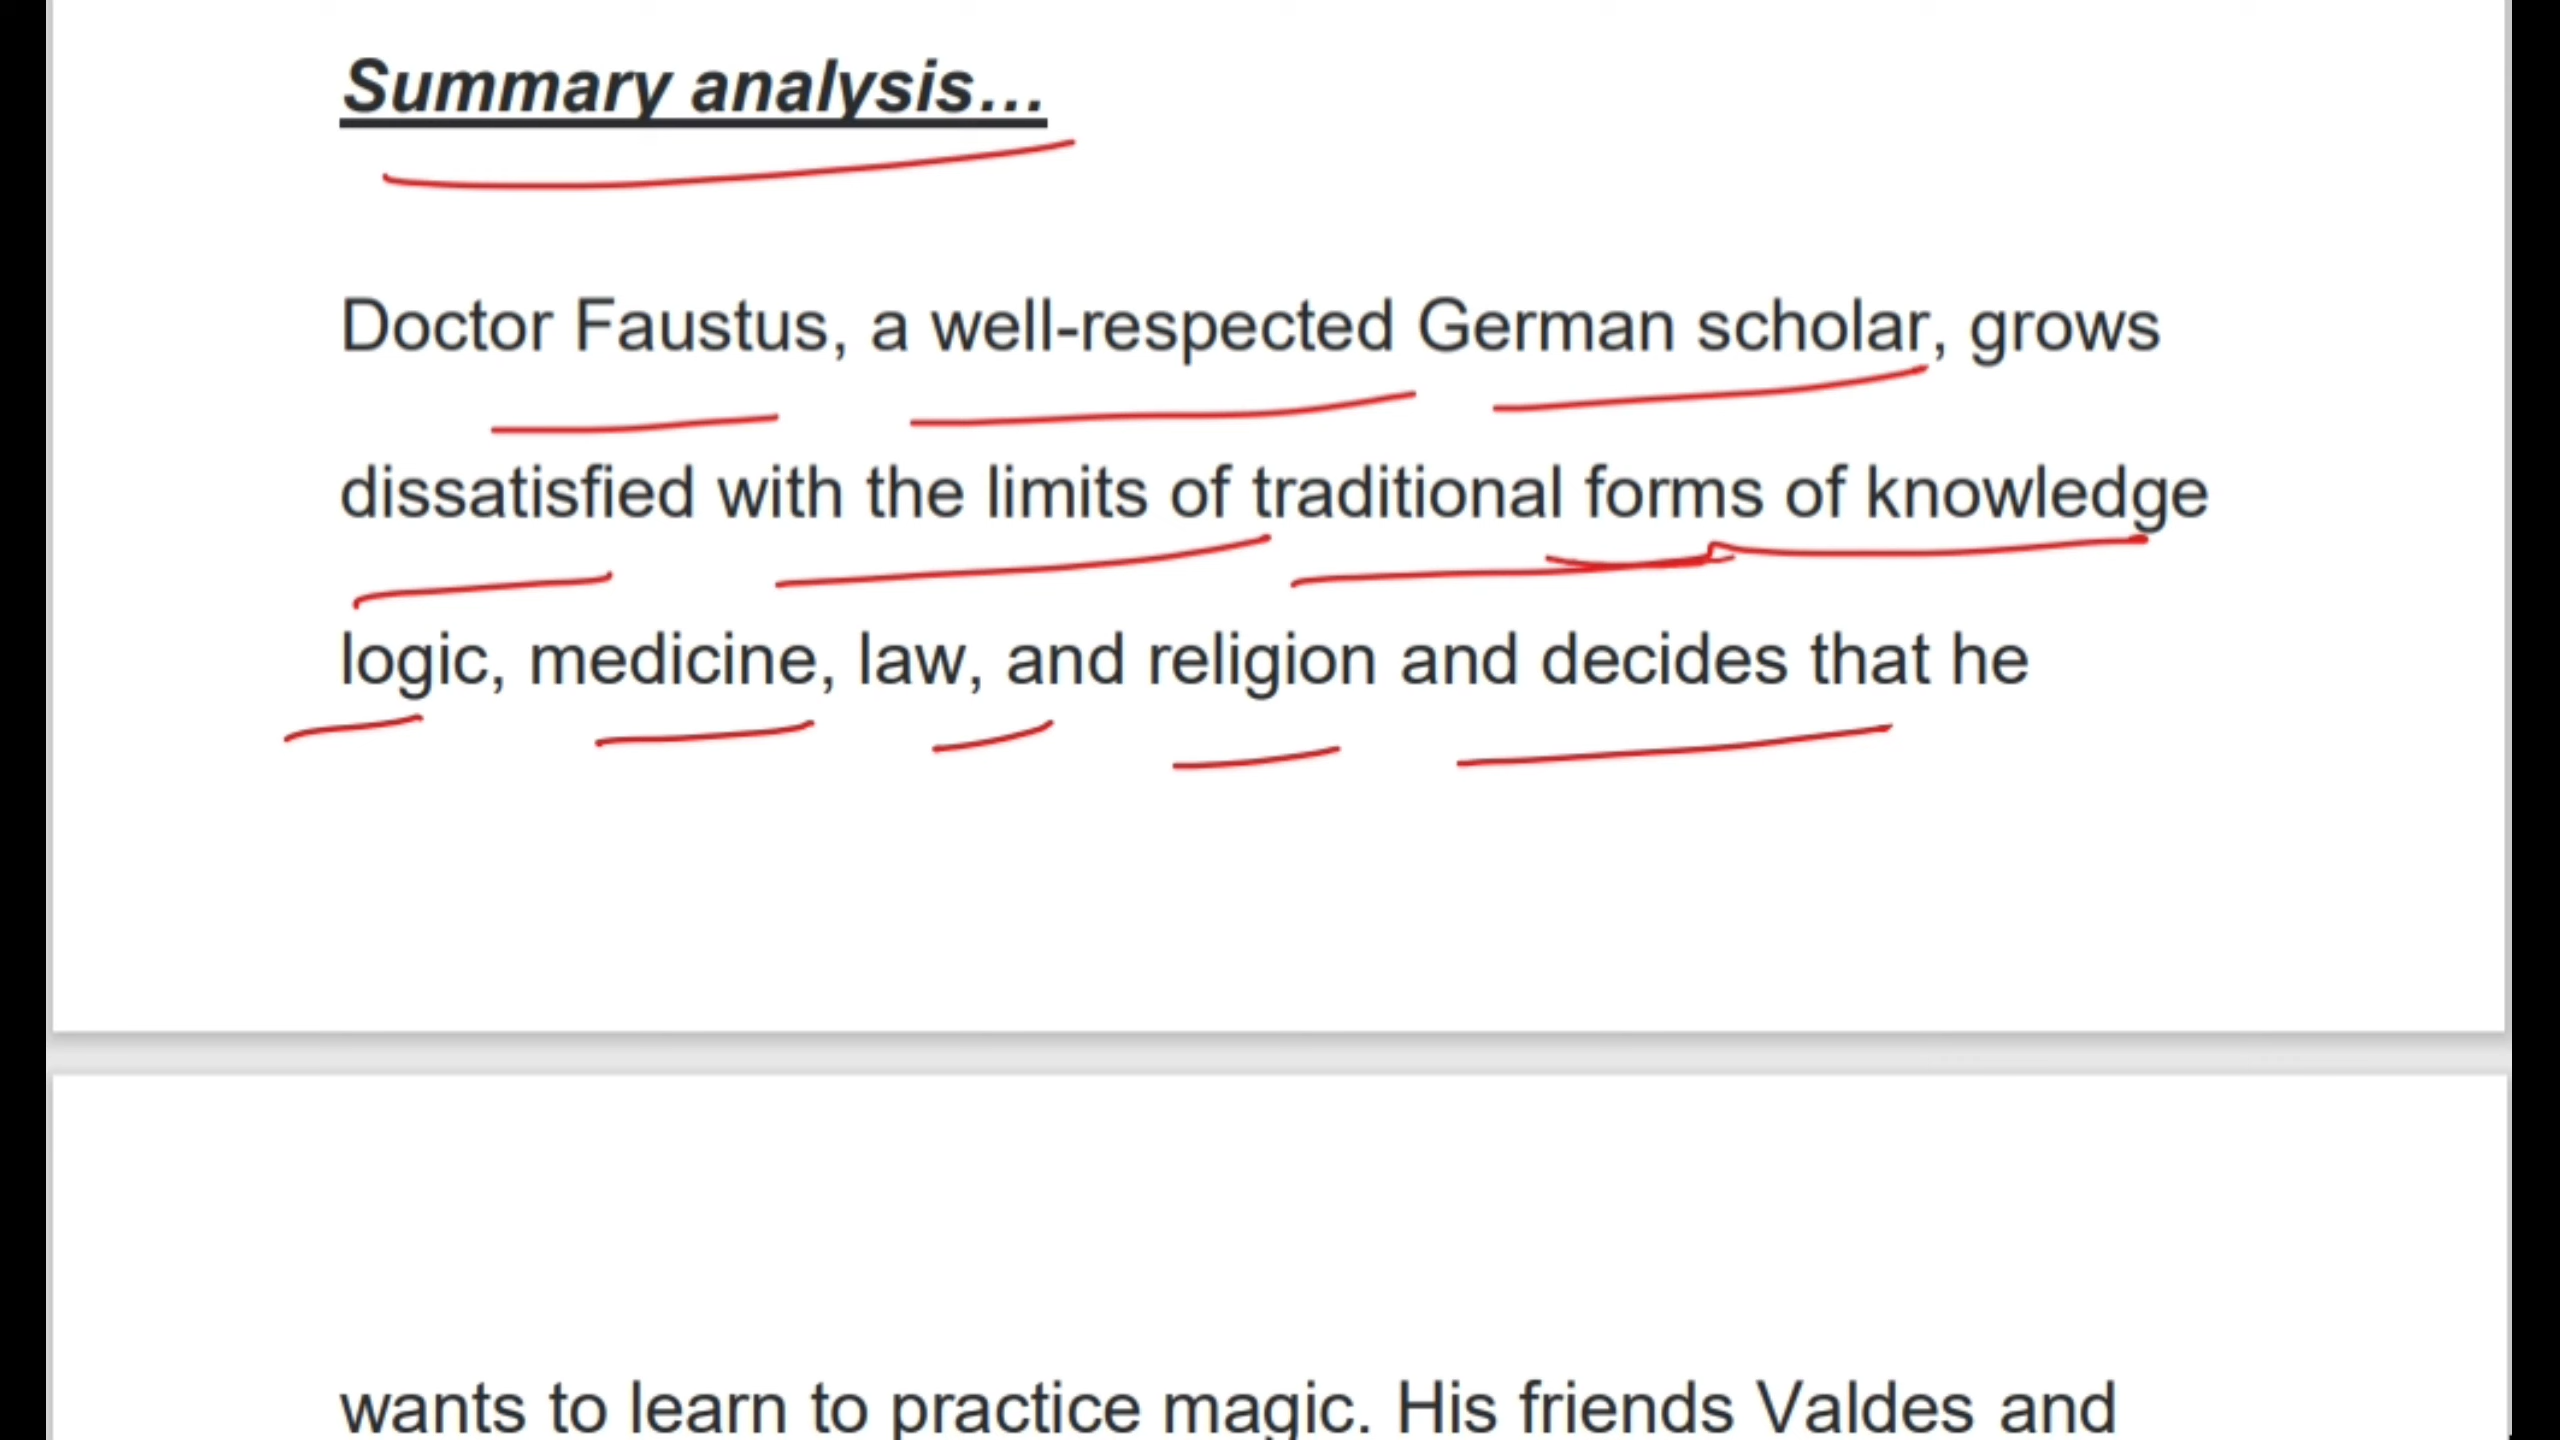 Summary analysis...
Doctor Faustus, a well-respected German scholar, grows
dissatisfied with the limits of traditional forms of knowledge
logic, medicine, law, and religion and decides that he
wants to learn to practice magic. His friends Valdes and